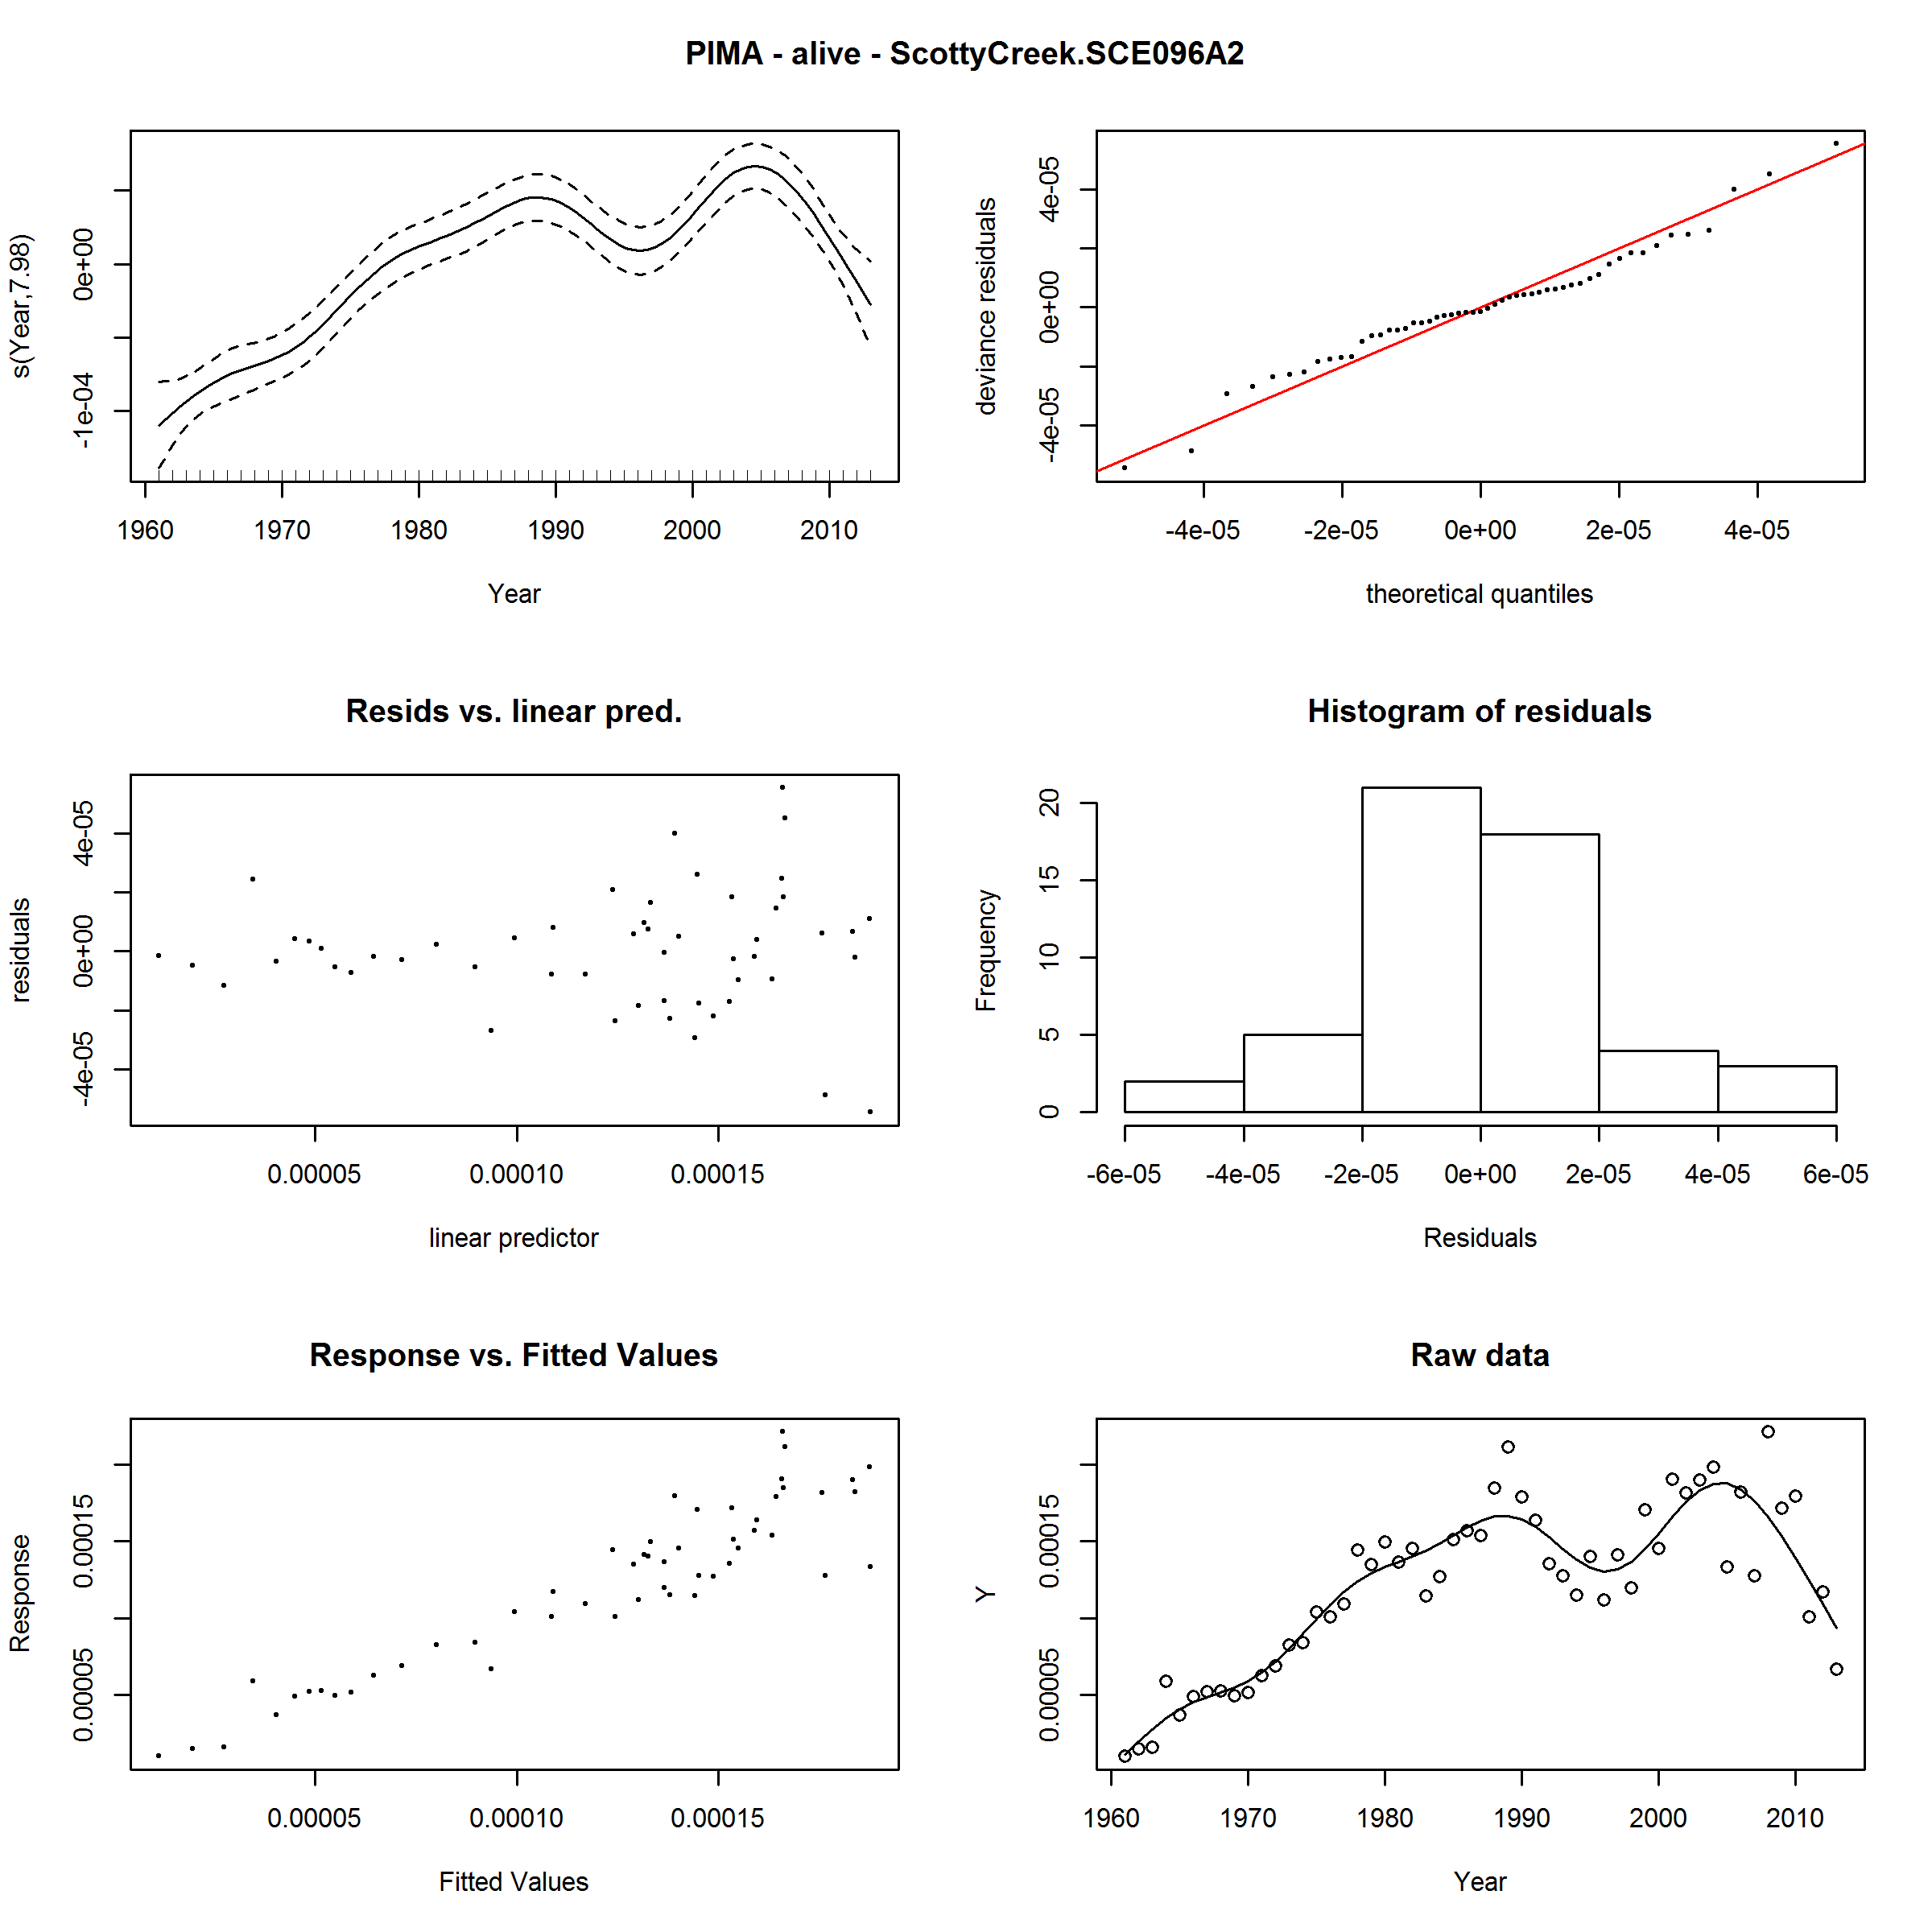 PIMA - alive - ScottyCreek.SCE096A2
s(Year,7.98)
-1e-04
0e+00
1960 1970 1980 1990 2000 2010
Year
deviance residuals
-4e-05
0e+00
4e-05
-4e-05 -2e-05 0e+00 2e-05 4e-05
theoretical quantiles
Resids vs. linear pred.
residuals
-4e-05
0e+00
4e-05
0.00005 0.00010 0.00015
linear predictor
Histogram of residuals
Frequency
0
5
10
15
20
-6e-05 -4e-05 -2e-05 0e+00 2e-05 4e-05 6e-05
Residuals
Response vs. Fitted Values
Response
0.00005
0.00015
0.00005 0.00010 0.00015
Fitted Values
Raw data
Y
0.00005
0.00015
1960 1970 1980 1990 2000 2010
Year